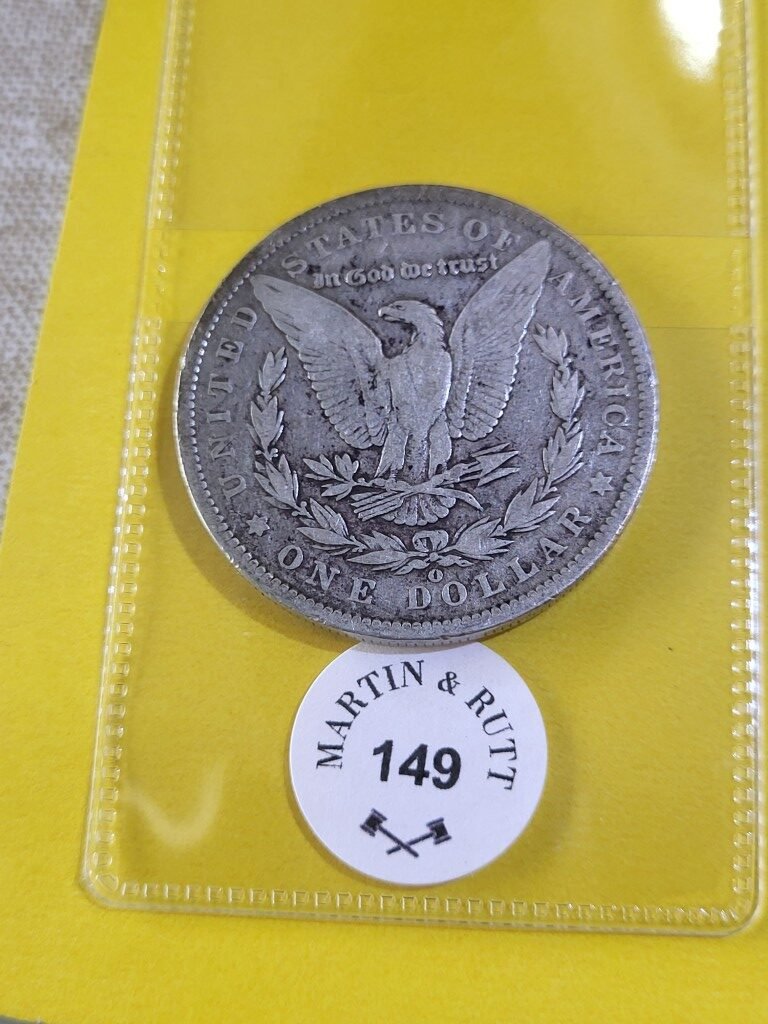 UNITED STATES OF AMERICA
In God we trust
O
ONE DOLLAR
MARTIN & RUTT
149